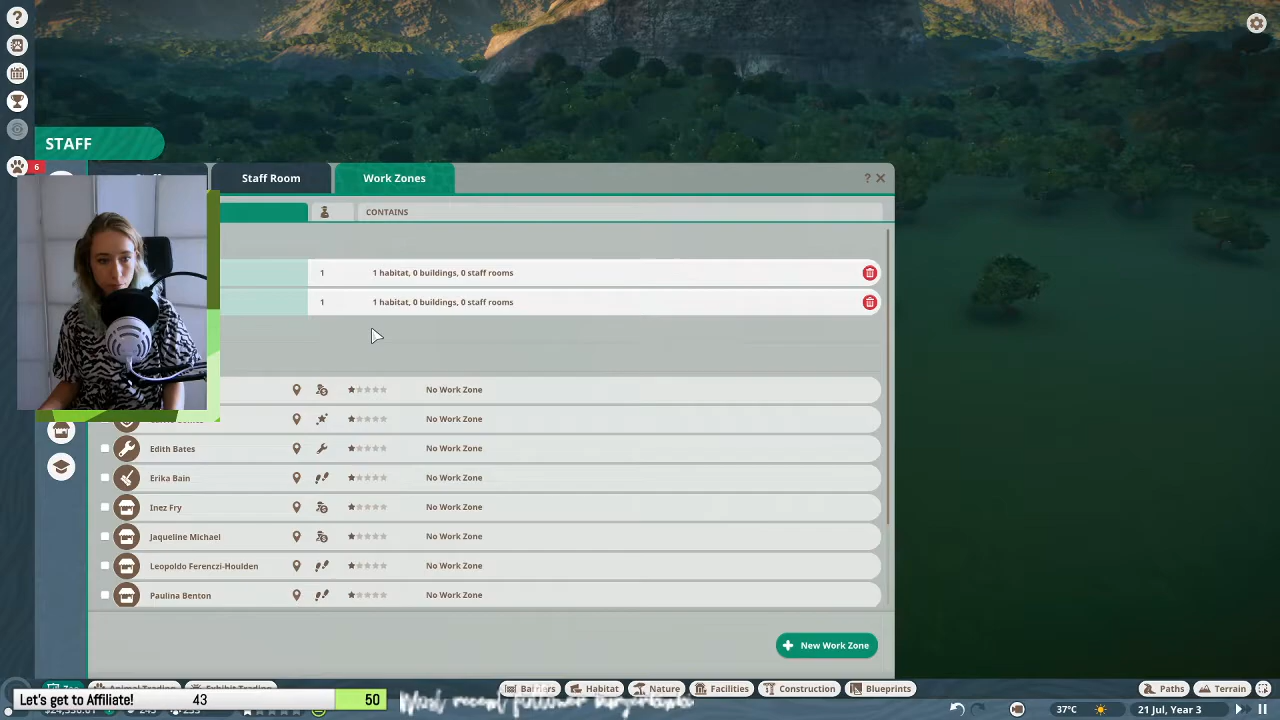 STAFF
6
Staff Room
Work Zones
?
CONTAINS
1 1 habitat, 0 buildings, 0 staff rooms
1 1 habitat, 0 buildings, 0 staff rooms
No Work Zone
No Work Zone
Edith Bates No Work Zone
Erika Bain No Work Zone
Inez Fry No Work Zone
Jaqueline Michael No Work Zone
Leopoldo Ferenczi-Houlden No Work Zone
Paulina Benton No Work Zone
New Work Zone
Barriers Habitat Nature Facilities Construction Blueprints Paths Terrain
Let's get to Affiliate! 43 50
Most recent follower
37°C 21 Jul, Year 3